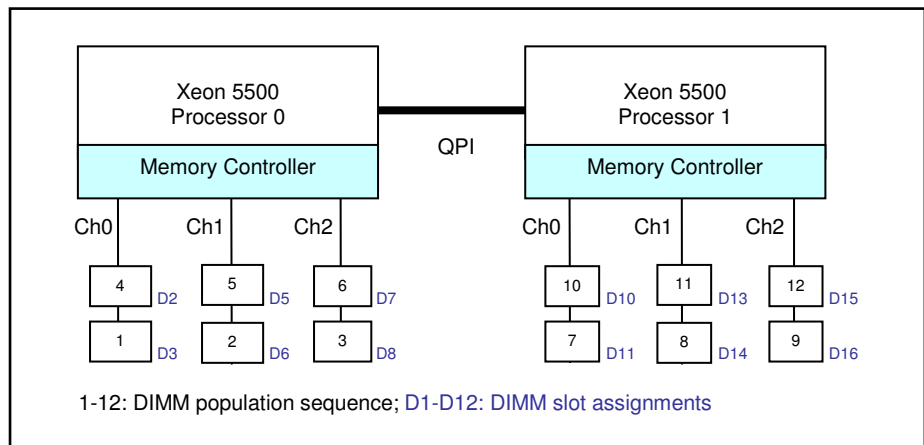 Xeon 5500
Processor 0
Xeon 5500
Processor 1
QPI
Memory Controller
Memory Controller
Ch0 Ch1 Ch2 Ch0 Ch1 Ch2
4 D2 5 D5 6 D7 10 D10 11 D13 12 D15
1 D3 2 D6 3 D8 7 D11 8 D14 9 D16
1-12: DIMM population sequence; D1-D12: DIMM slot assignments